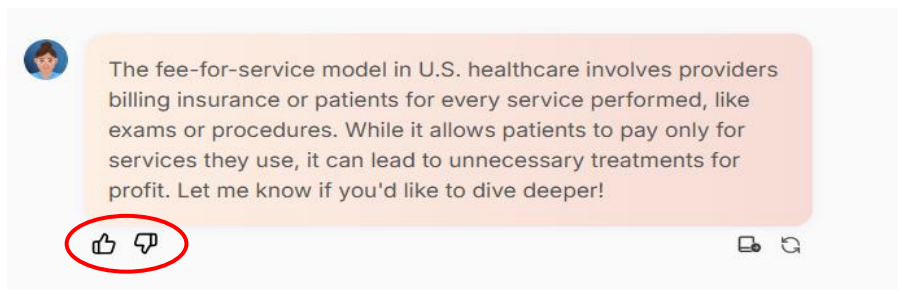 The fee-for-service model in U.S. healthcare involves providers
billing insurance or patients for every service performed, like
exams or procedures. While it allows patients to pay only for
services they use, it can lead to unnecessary treatments for
profit. Let me know if you'd like to dive deeper!